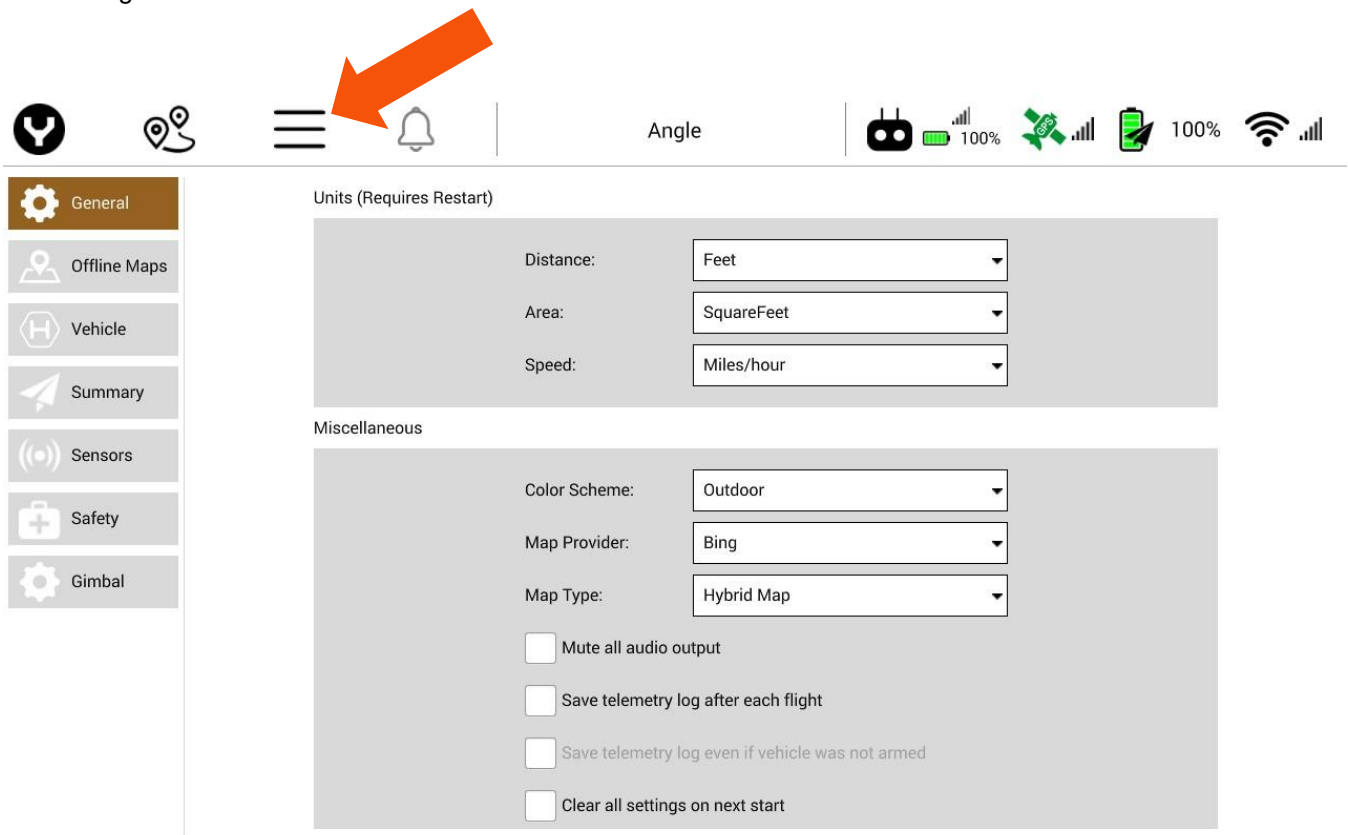 Angle
100%
GPS
100%
General
Offline Maps
Vehicle
Summary
Sensors
Safety
Gimbal
Units (Requires Restart)
Distance: Feet
Area: SquareFeet
Speed: Miles/hour
Miscellaneous
Color Scheme: Outdoor
Map Provider: Bing
Map Type: Hybrid Map
Mute all audio output
Save telemetry log after each flight
Save telemetry log even if vehicle was not armed
Clear all settings on next start